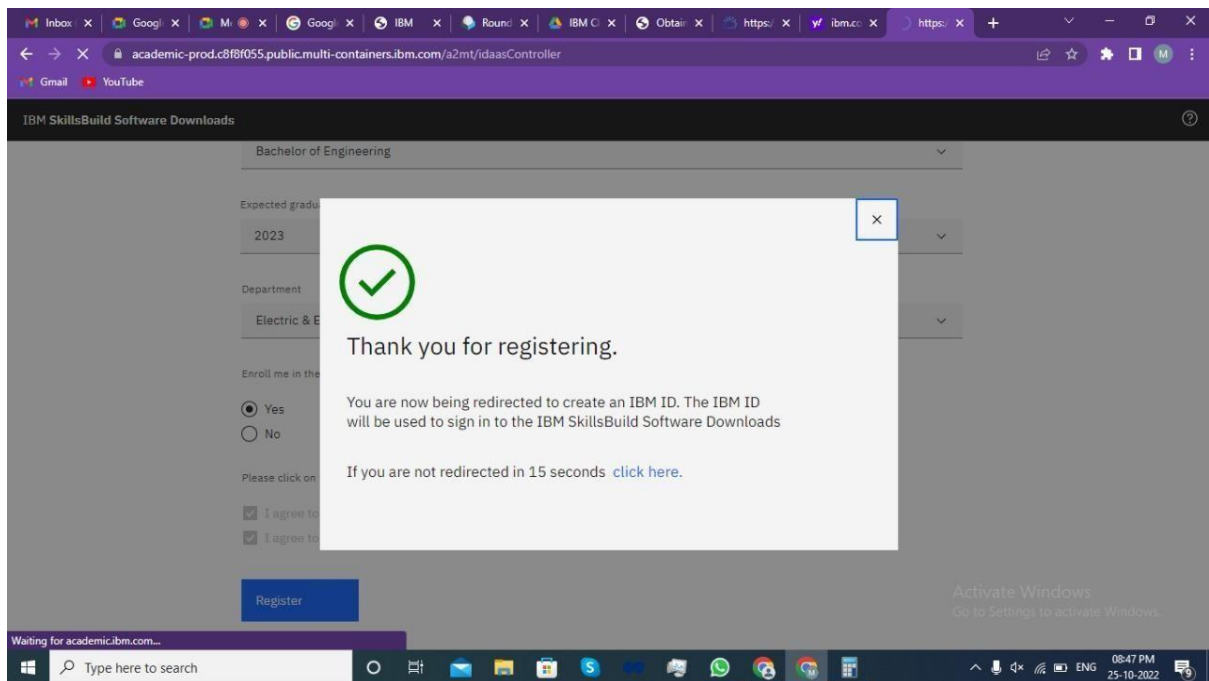 Inbox
Googl
M
Googl
IBM
Round
IBM Cl
Obtain
https:/
ibm.co
https:/
academic-prod.c8f8f055.public.multi-containers.ibm.com/a2mt/idaasController
M
Gmail
YouTube
IBM SkillsBuild Software Downloads
Bachelor of Engineering
Expected gradu
2023
Department
Electric & E
Enroll me in the
Yes
No
Please click on
I agree to
I agree to
Register
Thank you for registering.
You are now being redirected to create an IBM ID. The IBM ID
will be used to sign in to the IBM SkillsBuild Software Downloads
If you are not redirected in 15 seconds click here.
Activate Windows
Go to Settings to activate Windows.
Waiting for academic.ibm.com...
Type here to search
ENG
08:47 PM
25-10-2022
9